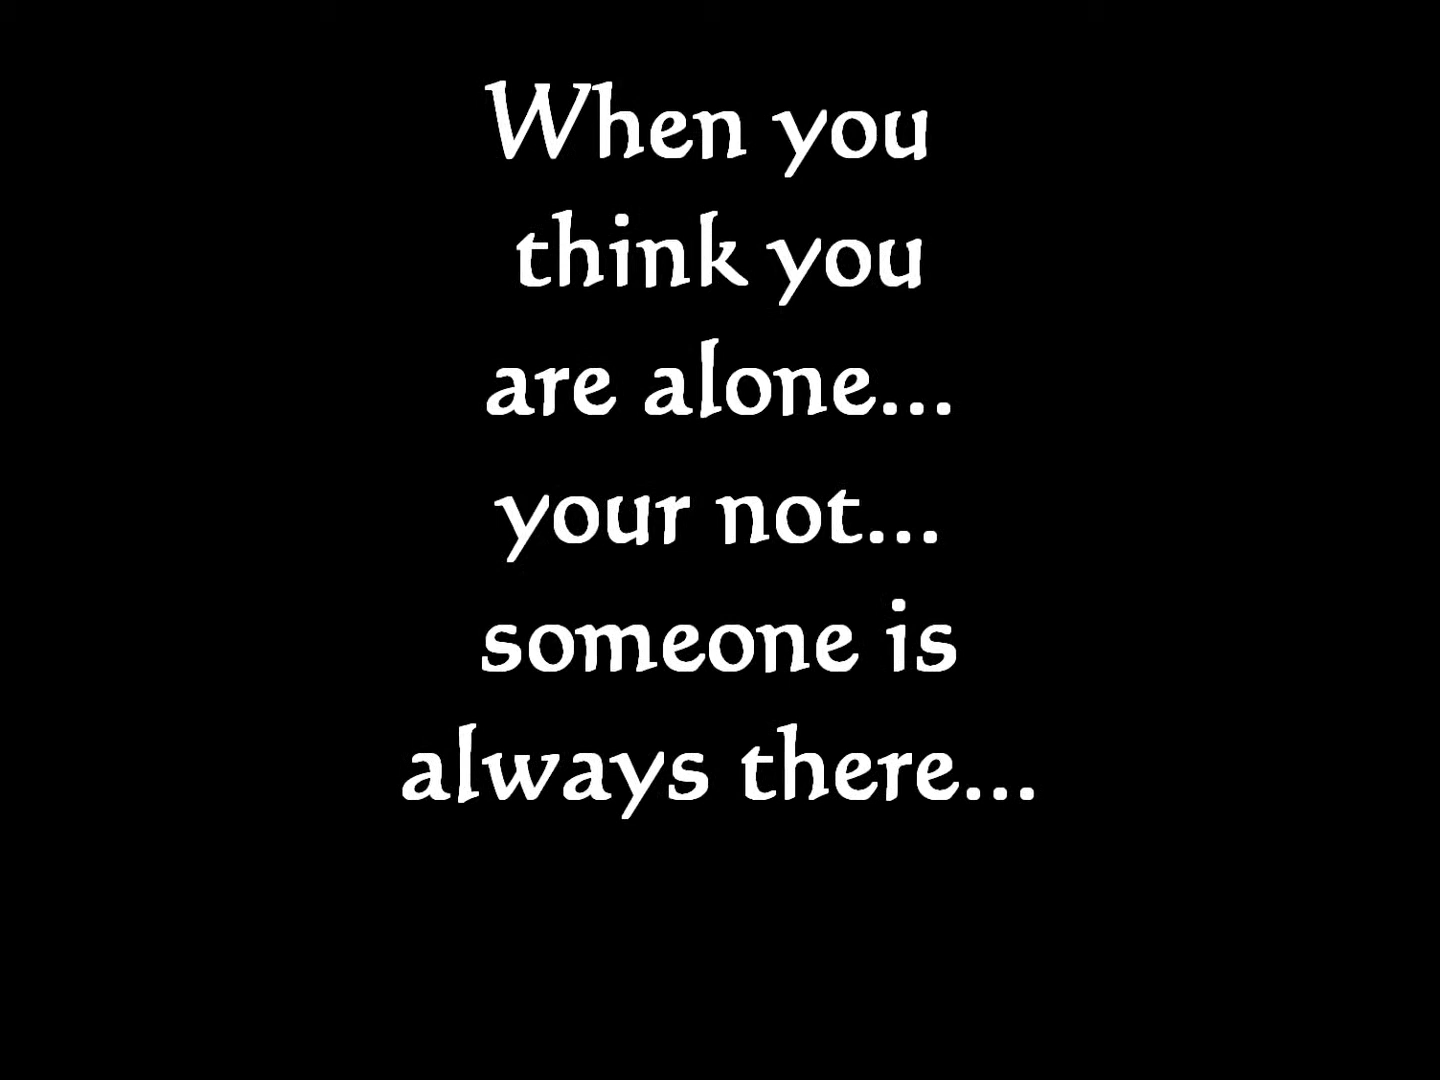 When you
think you
are alone...
your not...
someone is
always there...